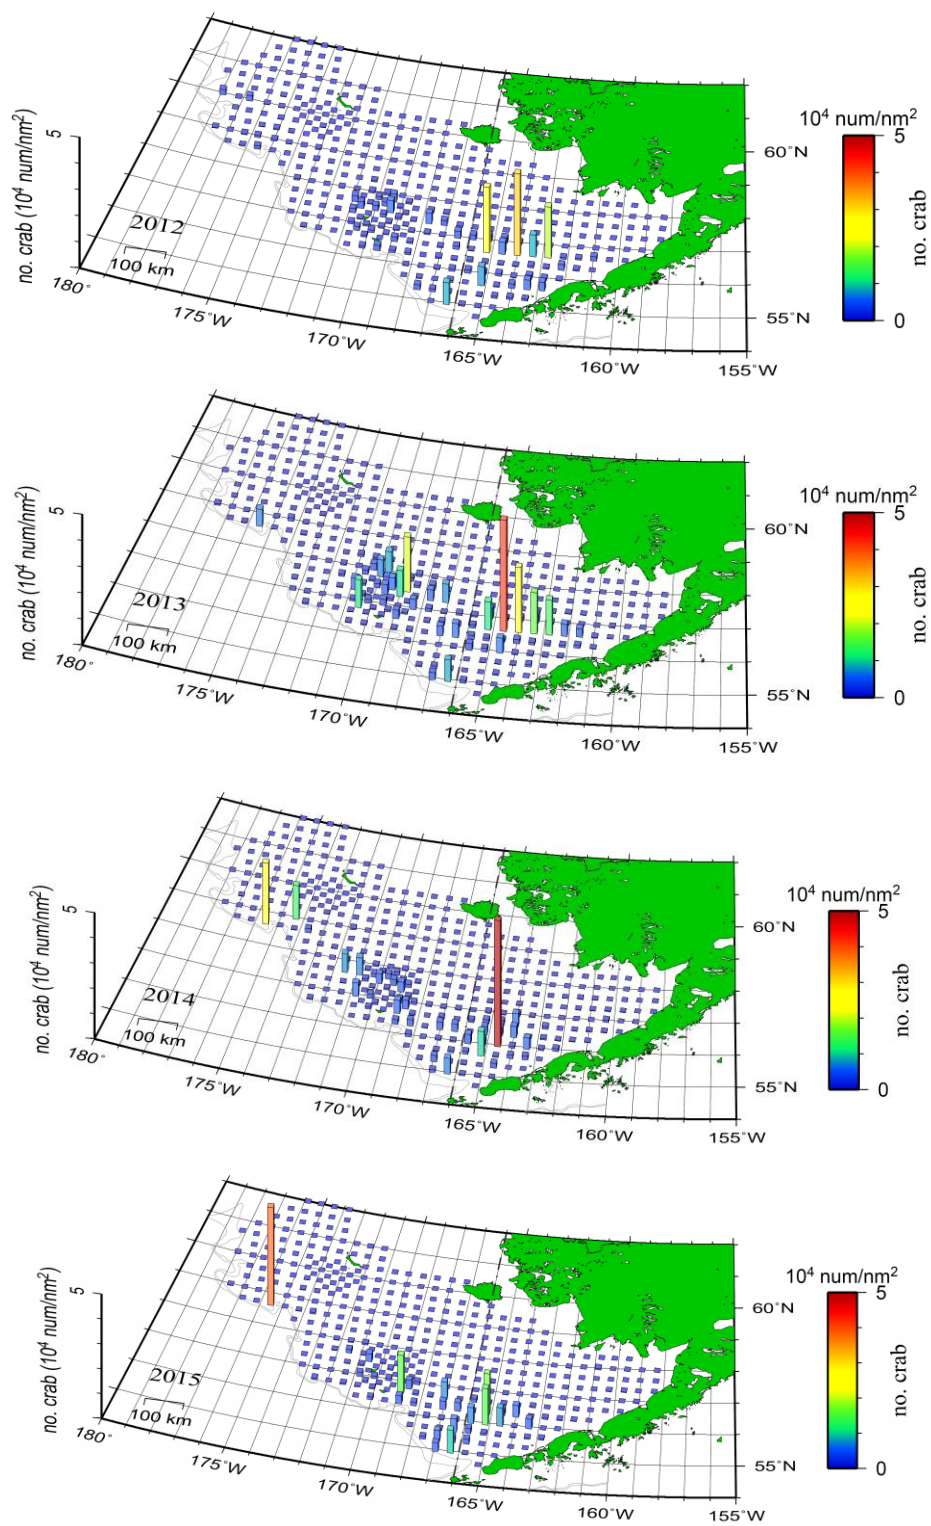 10⁴ num/nm²
5
no. crab (10⁴ num/nm²)
5
no. crab
0
60˚N
2012
100 km
180˚
175˚W
170˚W
165˚W
160˚W
155˚W
55˚N
10⁴ num/nm²
5
no. crab (10⁴ num/nm²)
5
no. crab
0
60˚N
2013
100 km
180˚
175˚W
170˚W
165˚W
160˚W
155˚W
55˚N
10⁴ num/nm²
5
no. crab (10⁴ num/nm²)
5
no. crab
0
60˚N
2014
100 km
180˚
175˚W
170˚W
165˚W
160˚W
155˚W
55˚N
10⁴ num/nm²
5
no. crab (10⁴ num/nm²)
5
no. crab
0
60˚N
2015
100 km
180˚
175˚W
170˚W
165˚W
160˚W
155˚W
55˚N